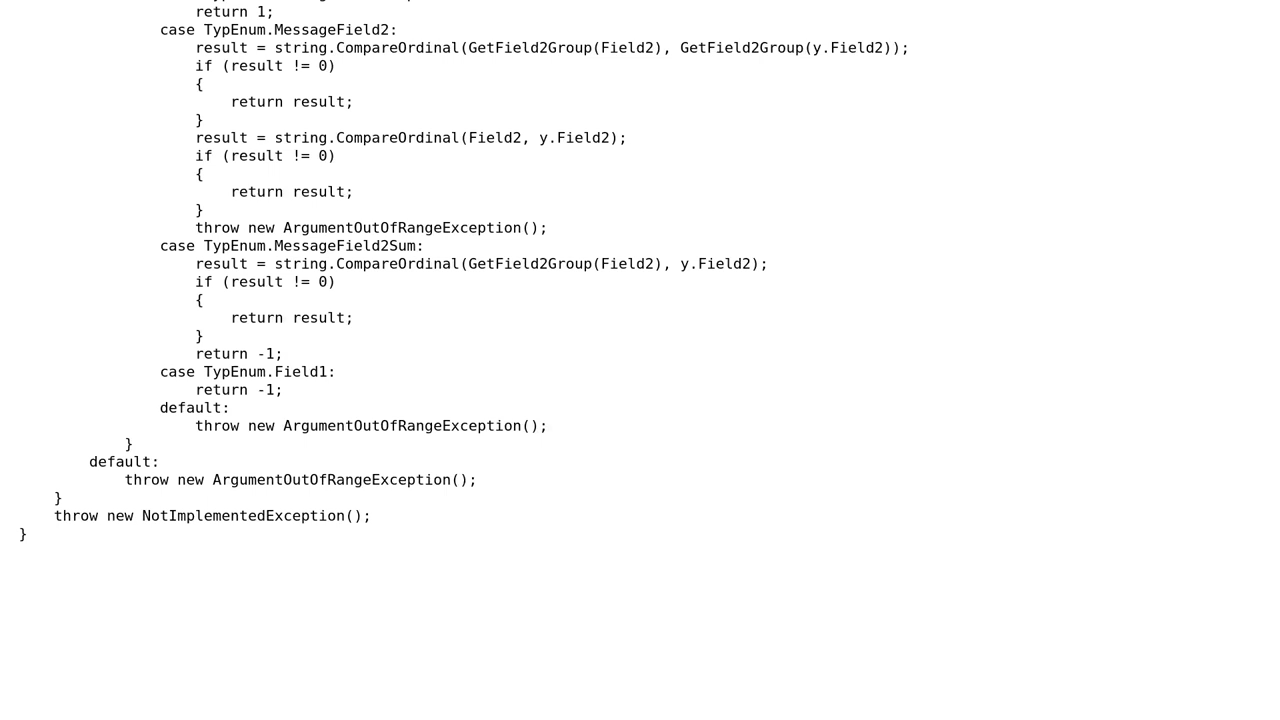 return 1;
case TypEnum.MessageField2:
result = string.CompareOrdinal(GetField2Group(Field2), GetField2Group(y.Field2));
if (result != 0)
{
return result;
}
result = string.CompareOrdinal(Field2, y.Field2);
if (result != 0)
{
return result;
}
throw new ArgumentOutOfRangeException();
case TypEnum.MessageField2Sum:
result = string.CompareOrdinal(GetField2Group(Field2), y.Field2);
if (result != 0)
{
return result;
}
return -1;
case TypEnum.Field1:
return -1;
default:
throw new ArgumentOutOfRangeException();
}
default:
throw new ArgumentOutOfRangeException();
}
throw new NotImplementedException();
}